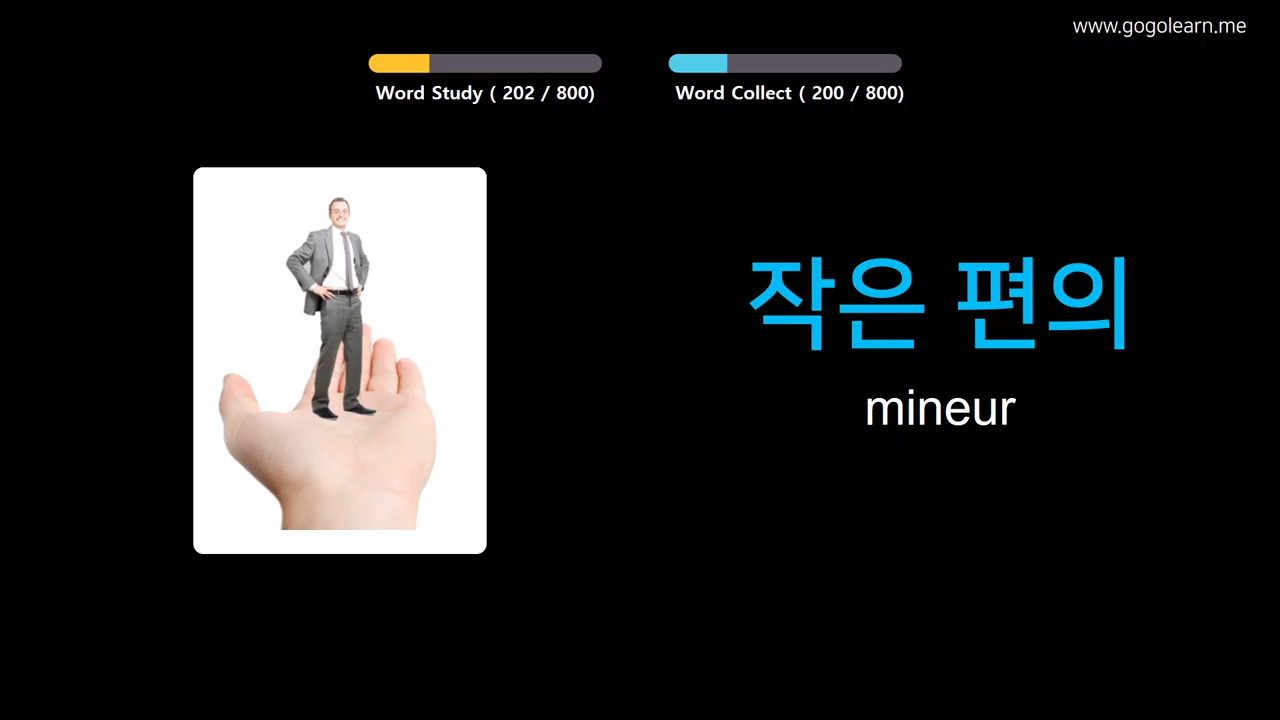 www.gogolearn.me
Word Study ( 202 / 800)
Word Collect ( 200 / 800)
작은 편의
mineur